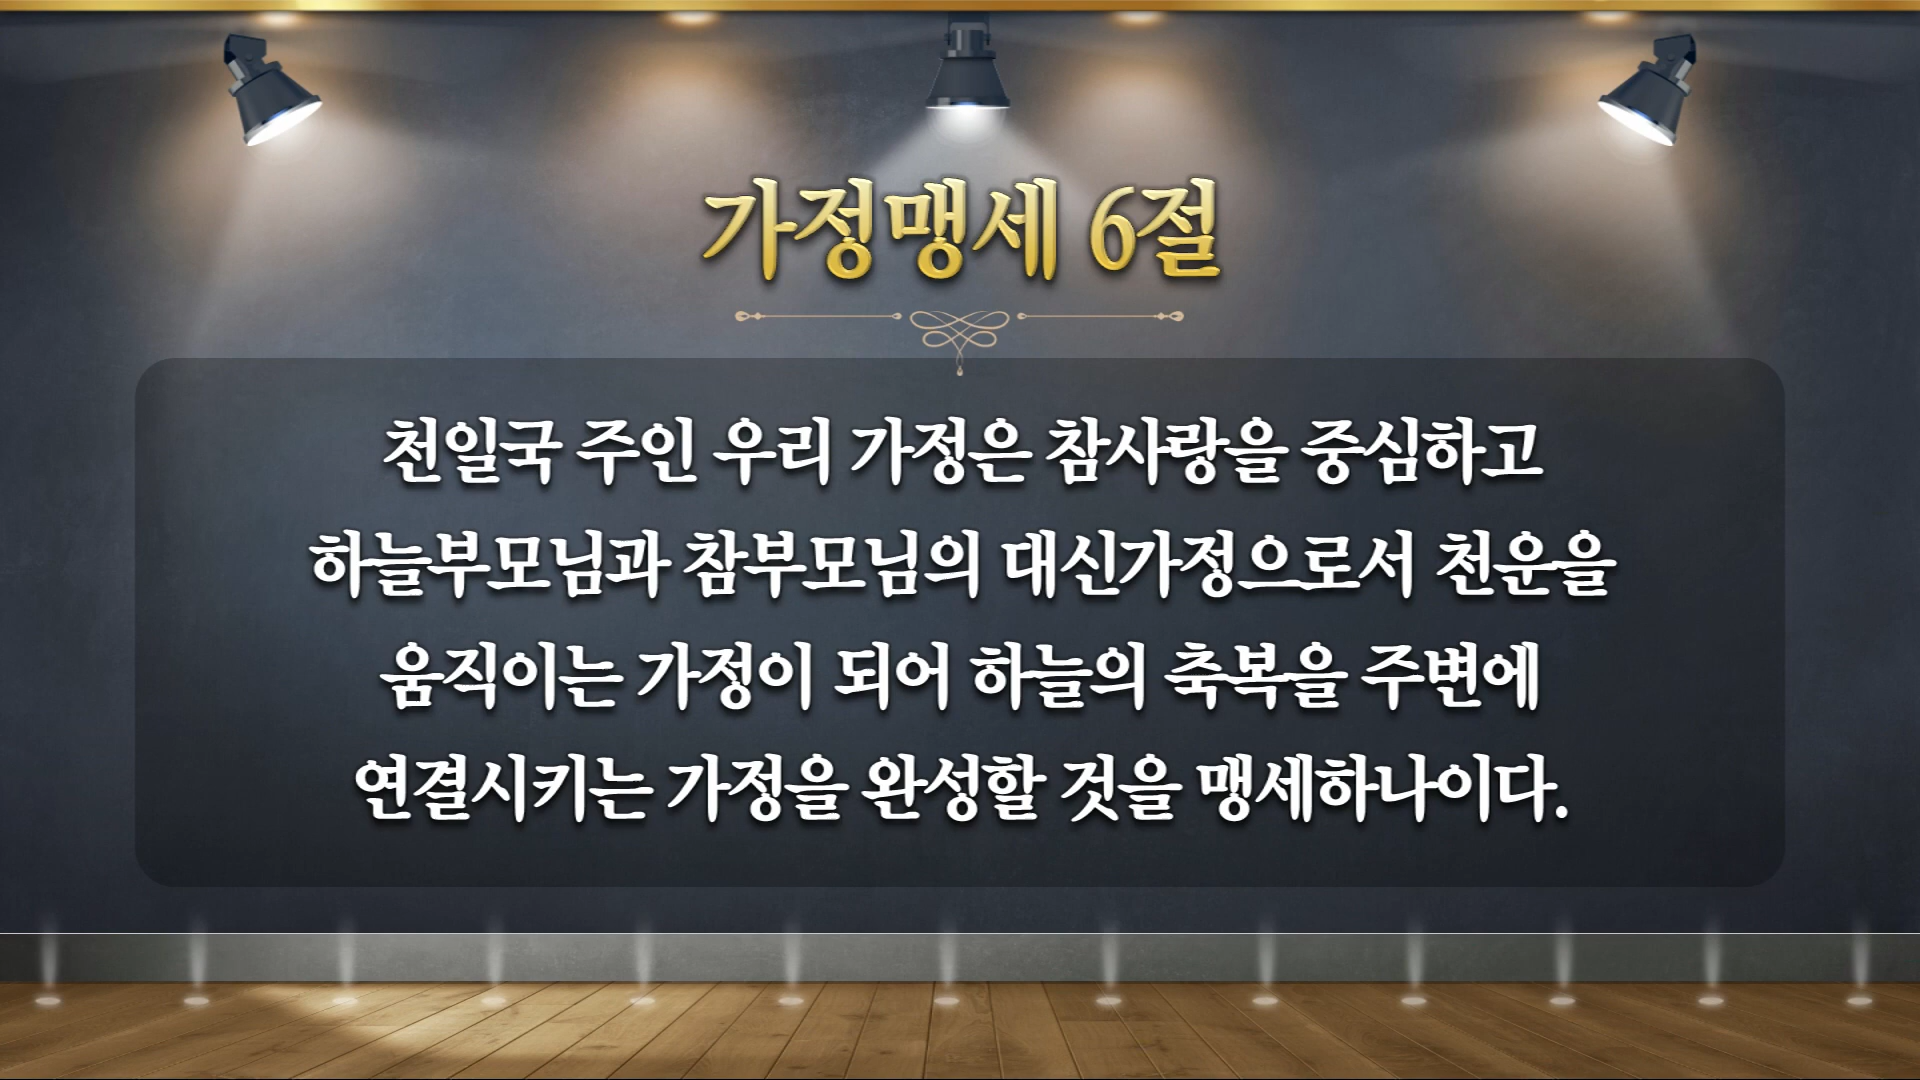 가정맹세 6절
천일국 주인 우리 가정은 참사랑을 중심하고
하늘부모님과 참부모님의 대신가정으로서 천운을
움직이는 가정이 되어 하늘의 축복을 주변에
연결시키는 가정을 완성할 것을 맹세하나이다.